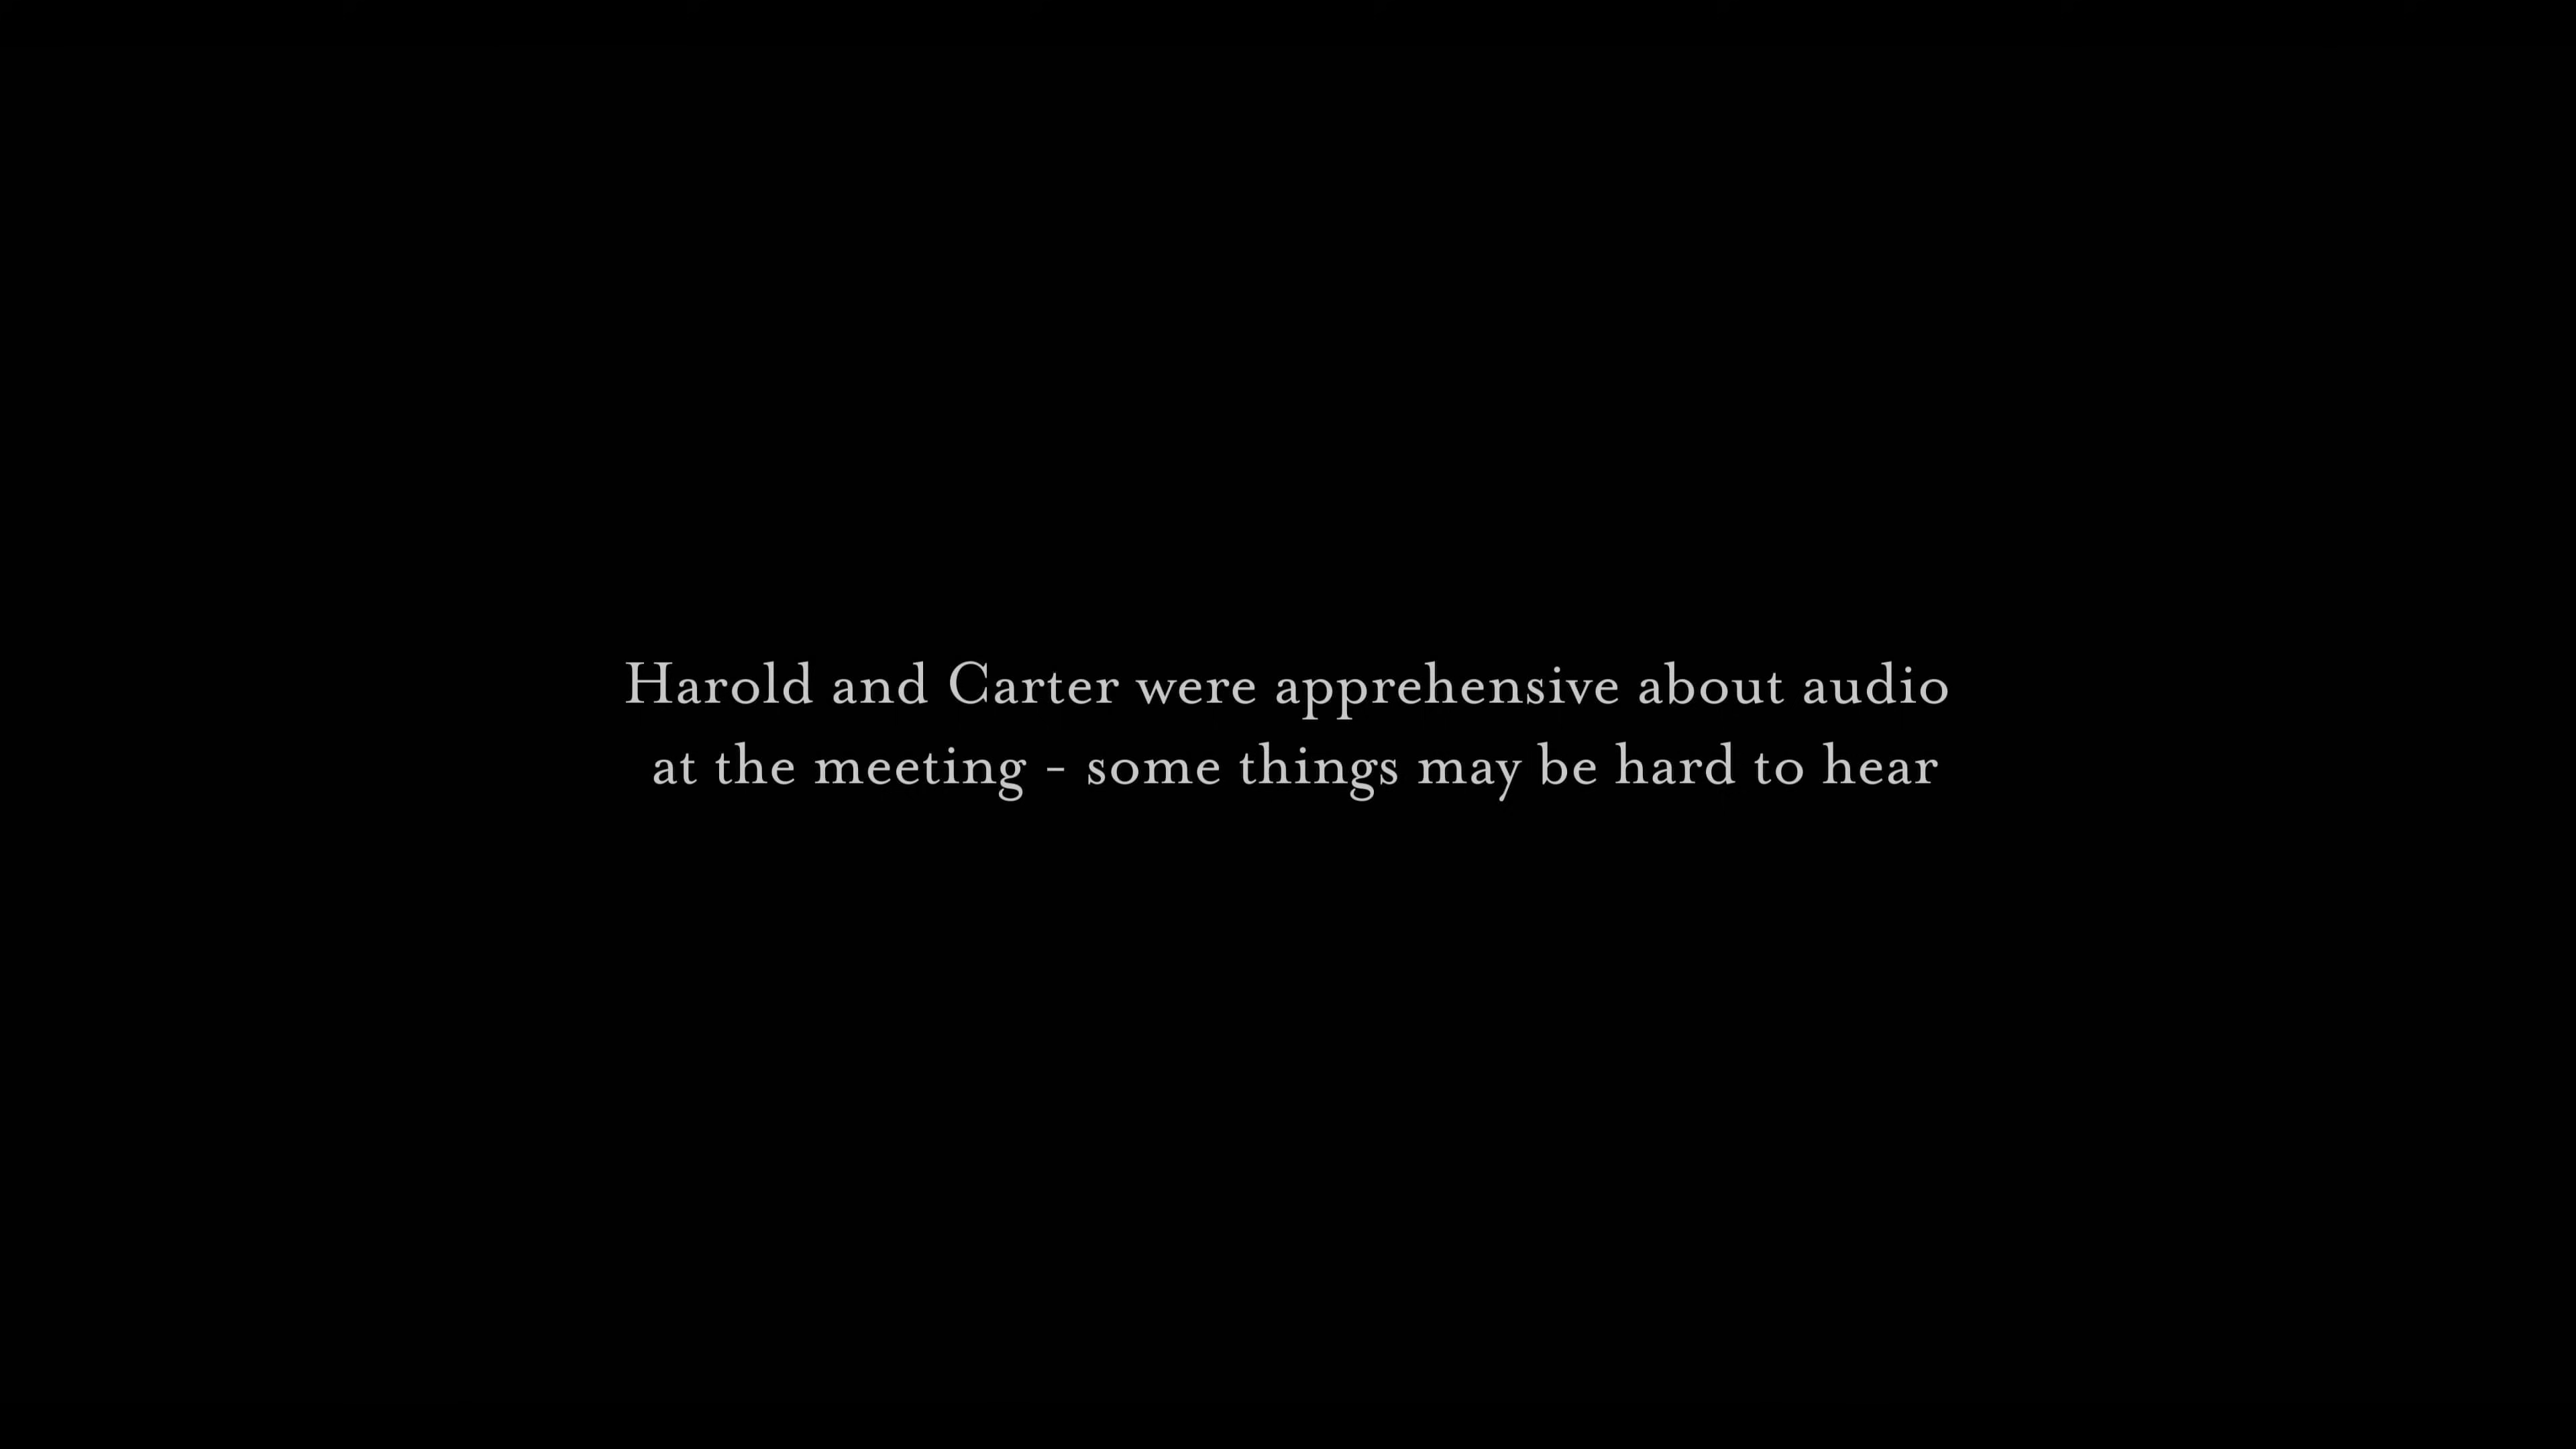 Harold and Carter were apprehensive about audio
at the meeting - some things may be hard to hear